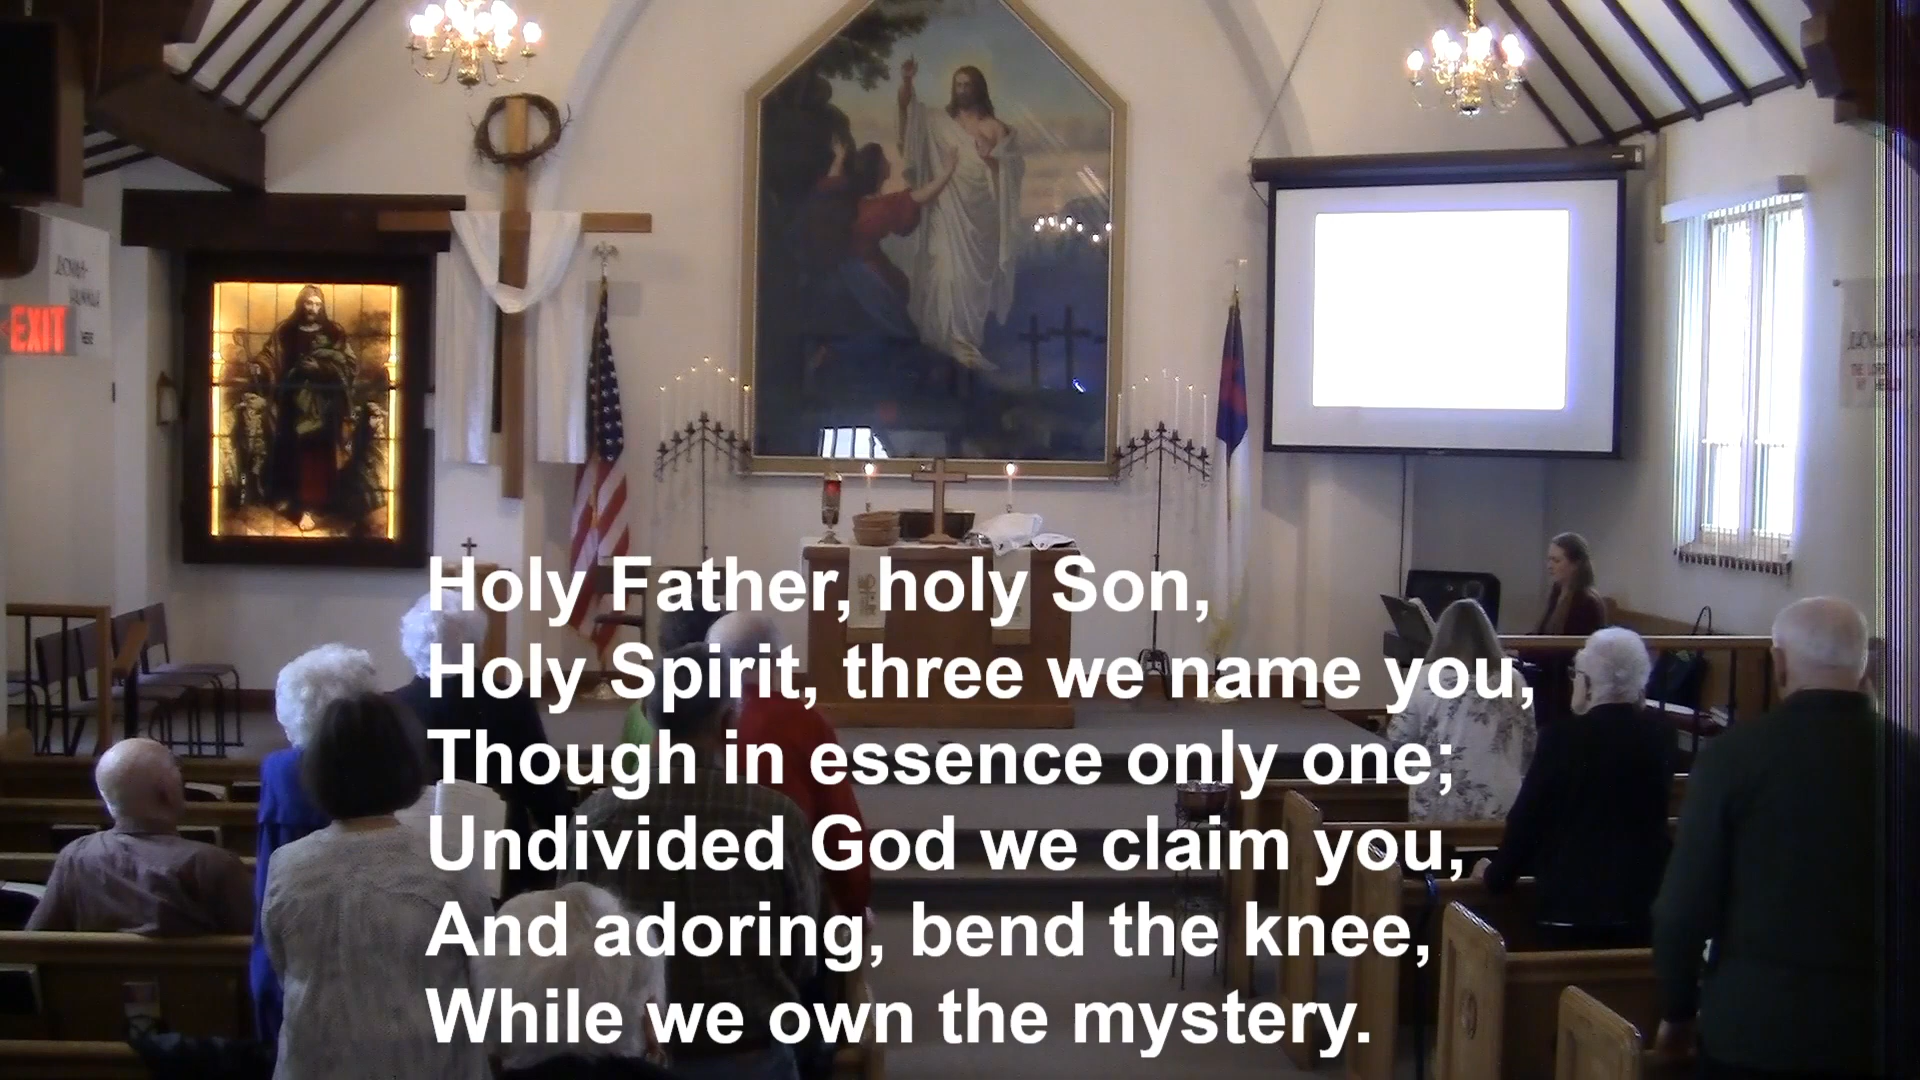 EXIT
Holy Father, holy Son,
Holy Spirit, three we name you,
Though in essence only one;
Undivided God we claim you,
And adoring, bend the knee,
While we own the mystery.